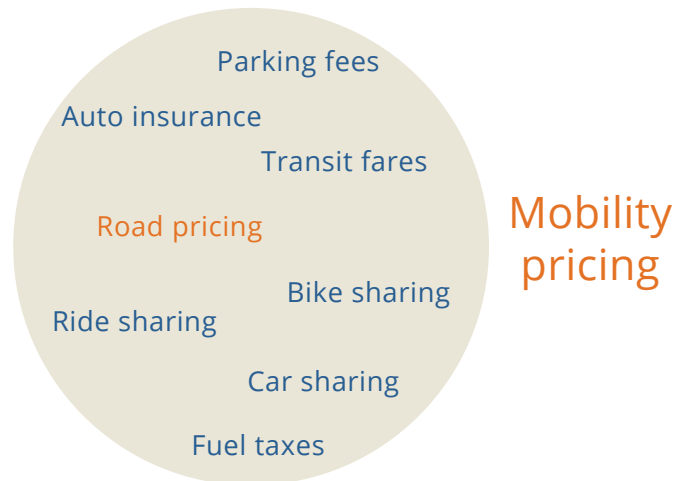 Parking fees
Auto insurance
Transit fares
Road pricing
Mobility
pricing
Bike sharing
Ride sharing
Car sharing
Fuel taxes